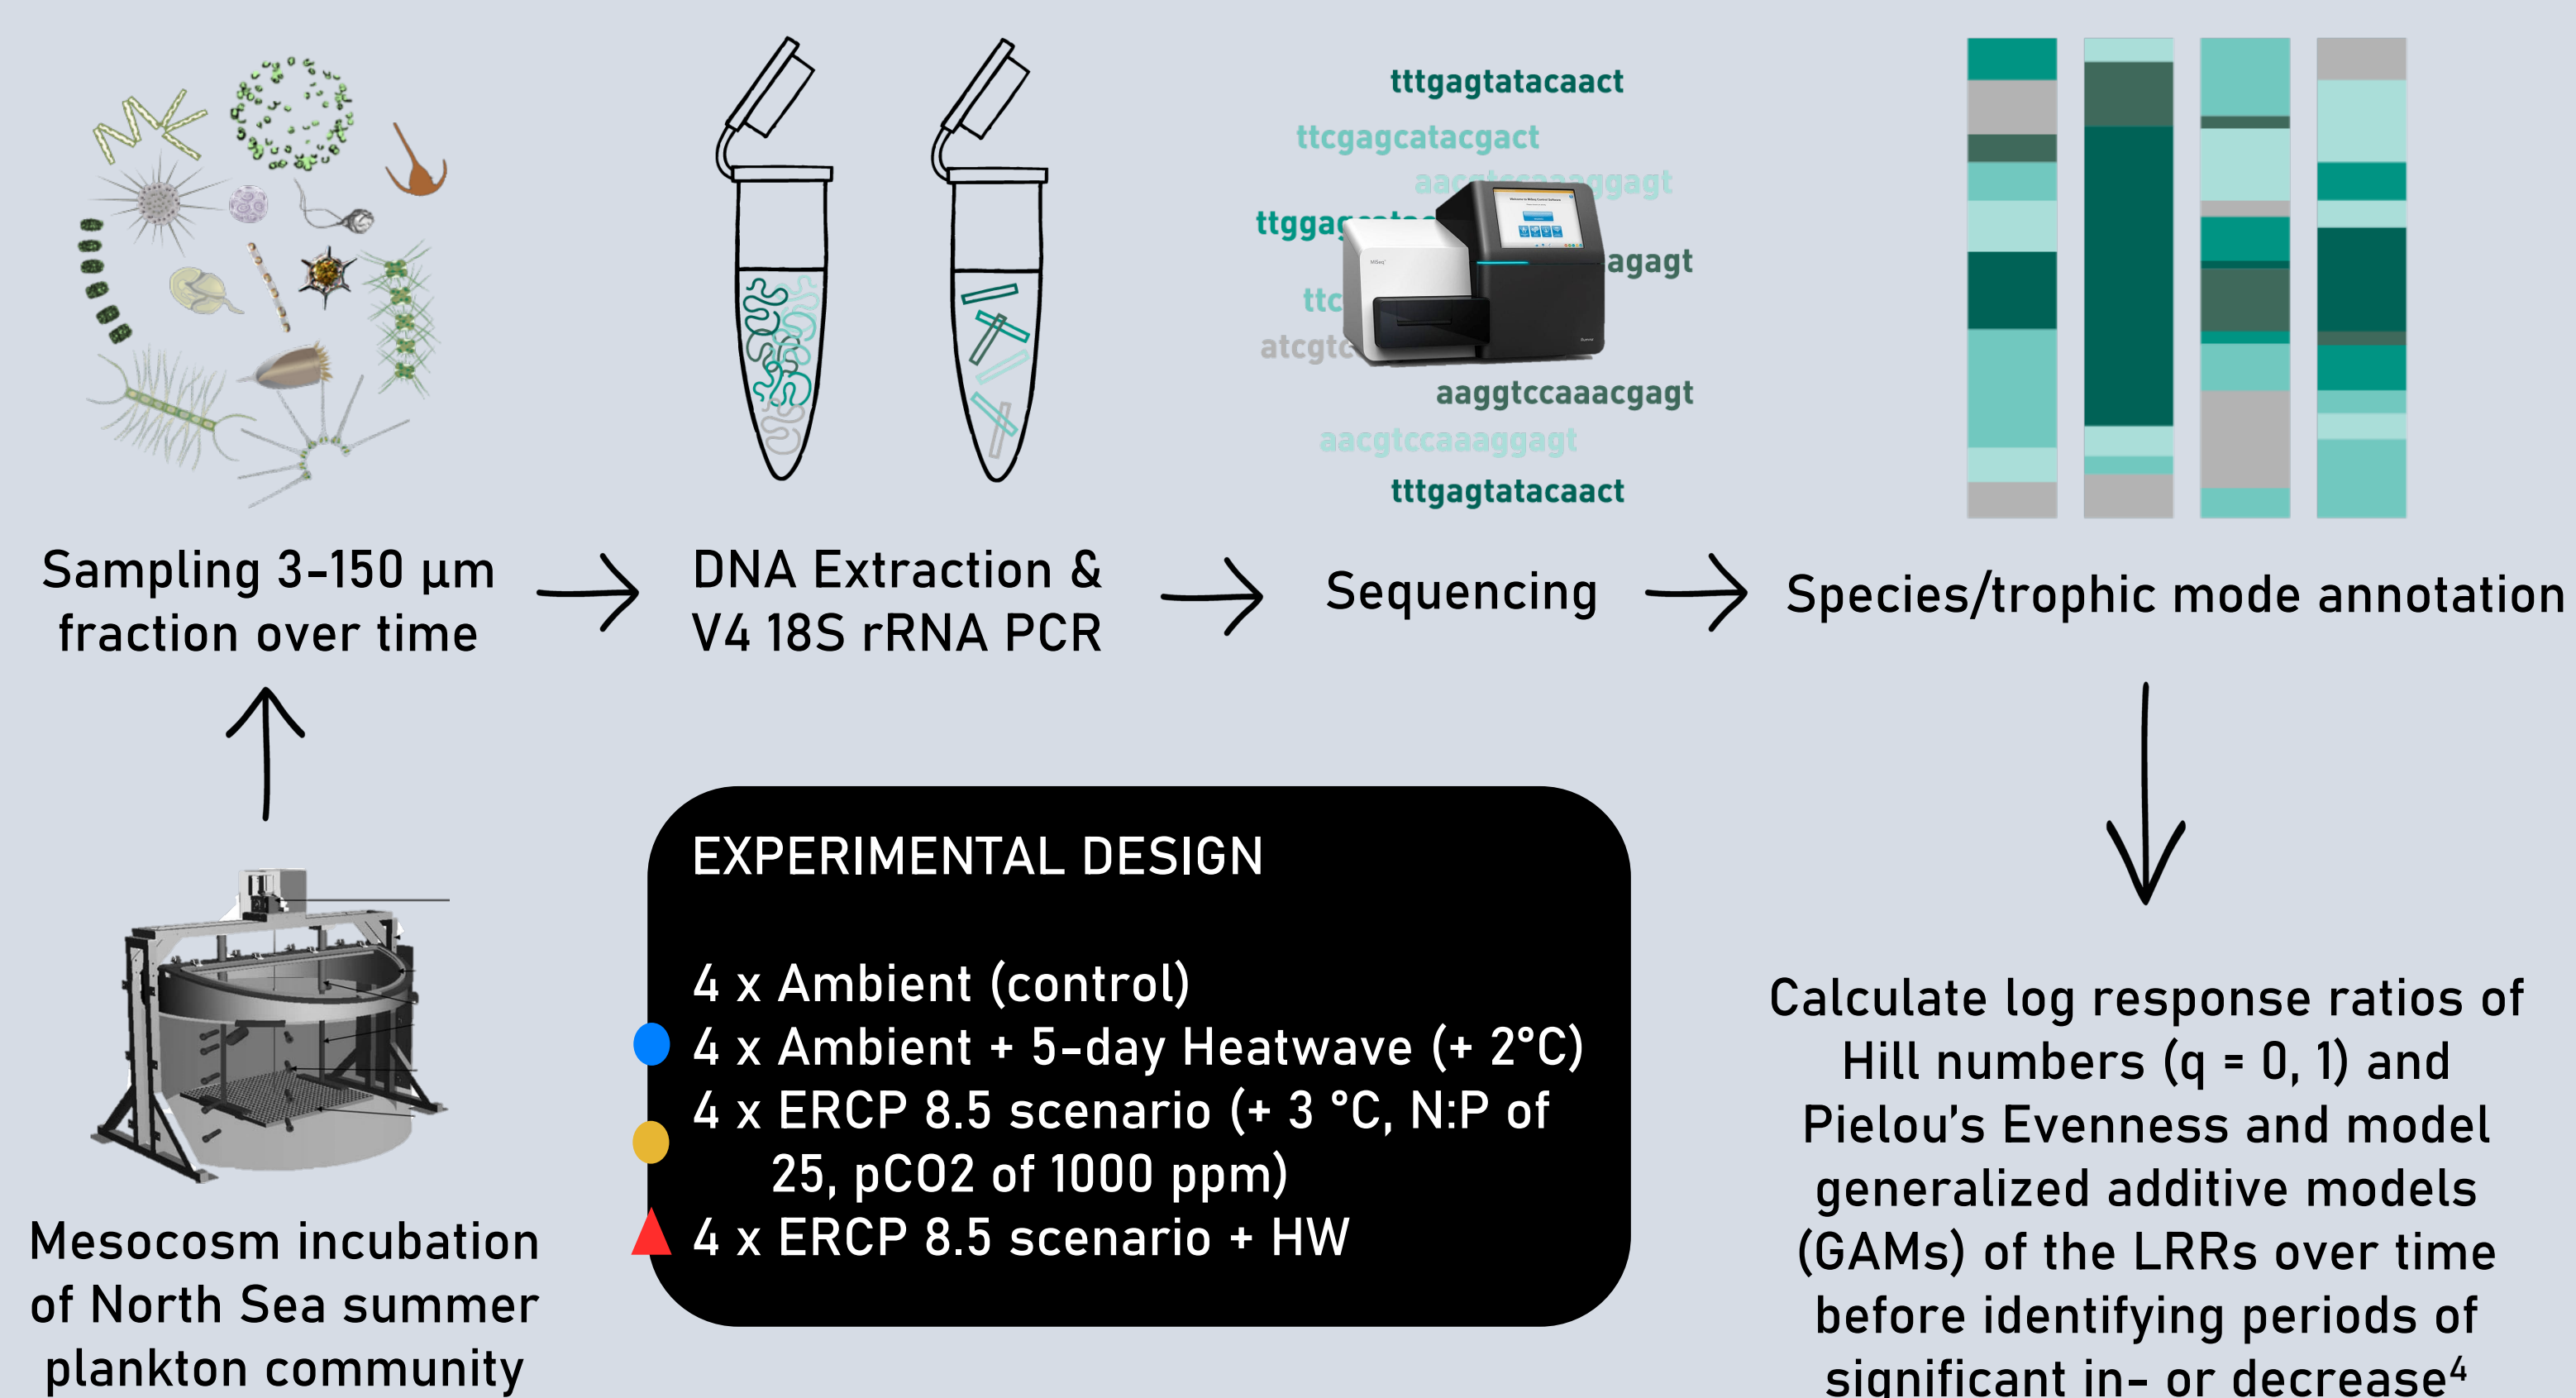 tttgagtatacaact
ttcgagcatacgact
agagt
aaggtccaaacgagt
aacgtccaaaggagt
tttgagtatacaact
Sampling 3-150 µm
fraction over time
DNA Extraction &
V4 18S rRNA PCR
Sequencing
Species/trophic mode annotation
EXPERIMENTAL DESIGN
4 x Ambient (control)
4 x Ambient + 5-day Heatwave (+ 2°C)
4 x ERCP 8.5 scenario (+ 3 °C, N:P of
25, pCO2 of 1000 ppm)
4 x ERCP 8.5 scenario + HW
Mesocosm incubation
of North Sea summer
plankton community
Calculate log response ratios of
Hill numbers (q = 0, 1) and
Pielou's Evenness and model
generalized additive models
(GAMs) of the LRRs over time
before identifying periods of
significant in- or decrease⁴